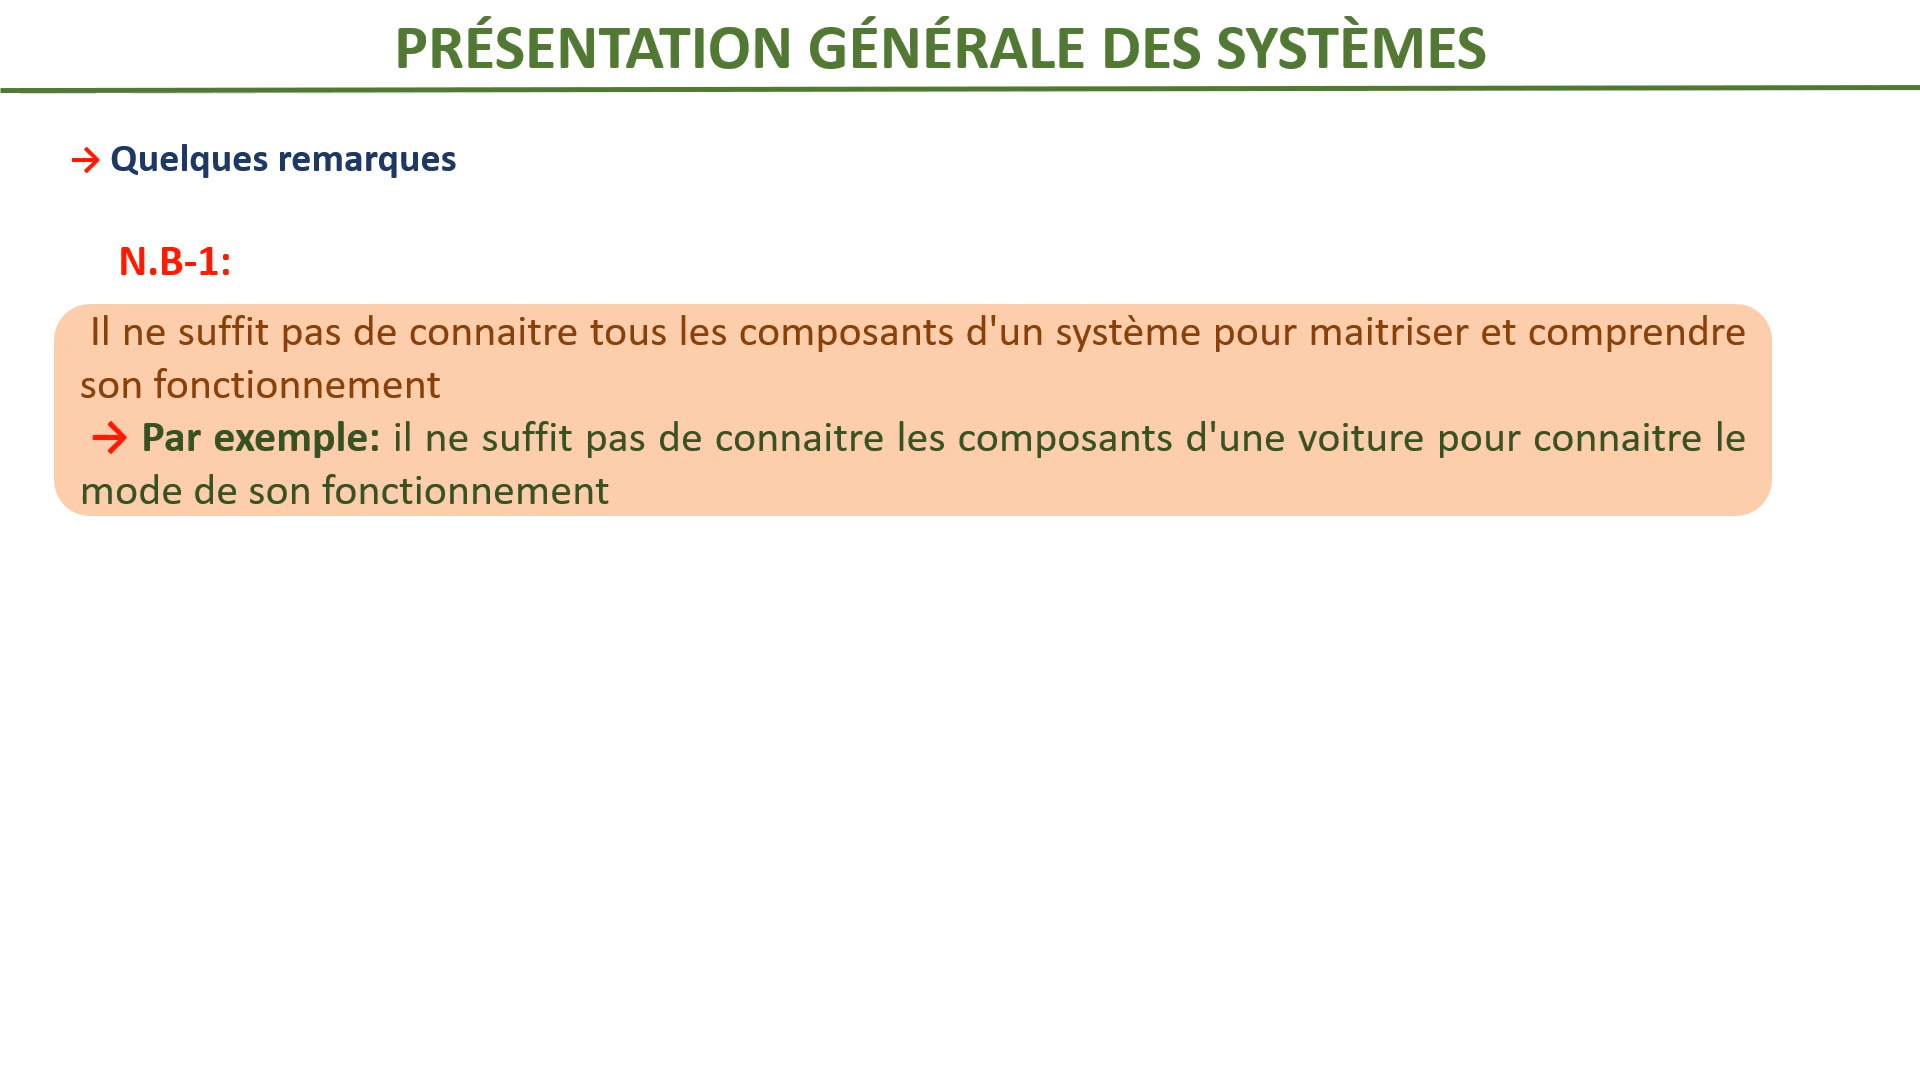 PRÉSENTATION GÉNÉRALE DES SYSTÈMES
→ Quelques remarques
N.B-1:
Il ne suffit pas de connaitre tous les composants d'un système pour maitriser et comprendre
son fonctionnement
→ Par exemple: il ne suffit pas de connaitre les composants d'une voiture pour connaitre le
mode de son fonctionnement